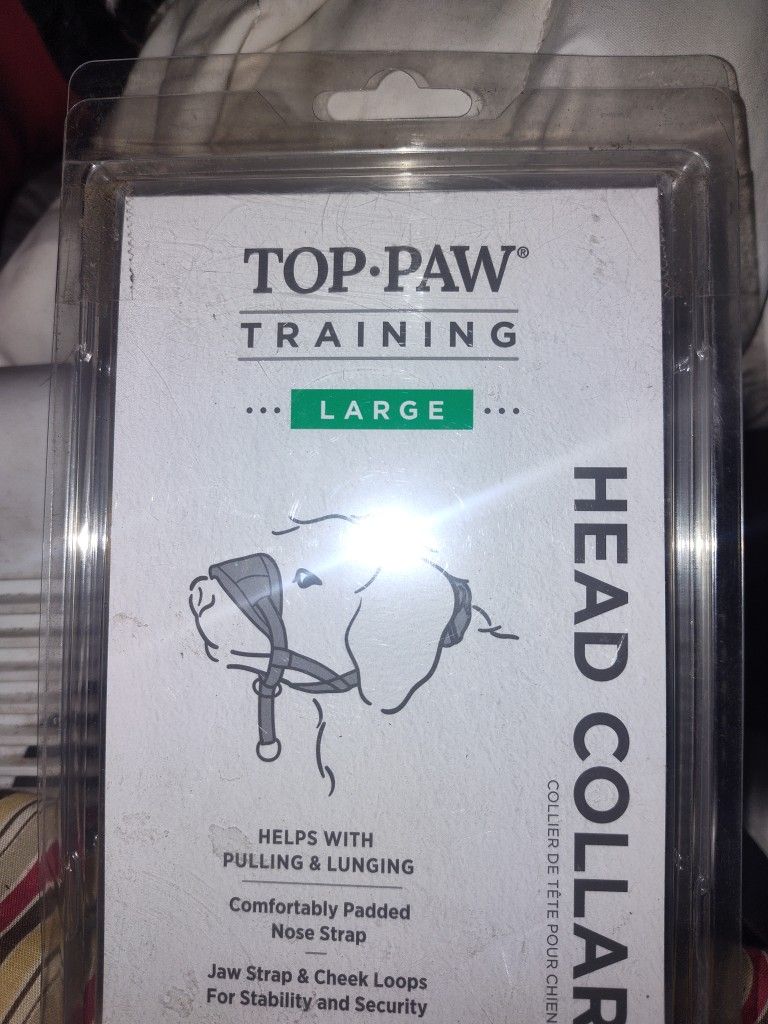 TOP•PAW®
TRAINING
••• LARGE •••
HEAD COLLAR
COLLIER DE TÊTE POUR CHIEN
HELPS WITH
PULLING & LUNGING
Comfortably Padded
Nose Strap
Jaw Strap & Cheek Loops
For Stability and Security